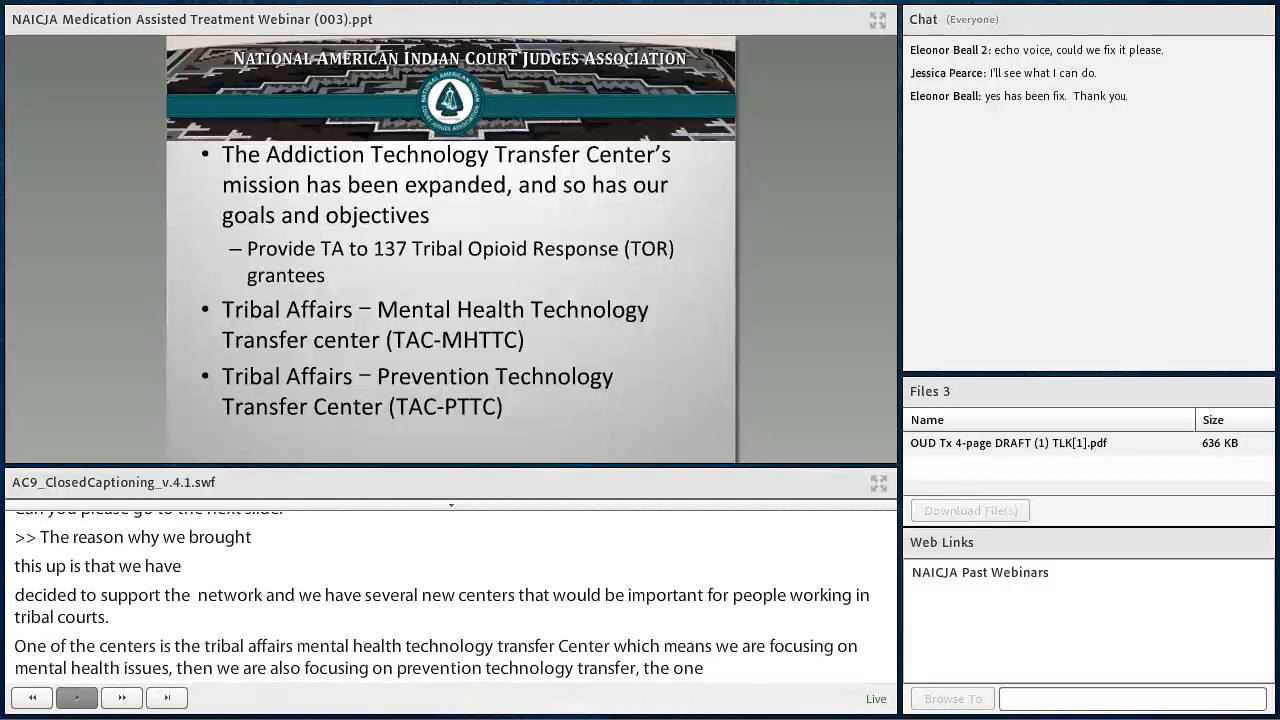 NAICJA Medication Assisted Treatment Webinar (003).ppt
NATIONAL AMERICAN INDIAN COURT JUDGES ASSOCIATION
• The Addiction Technology Transfer Center's
mission has been expanded, and so has our
goals and objectives
– Provide TA to 137 Tribal Opioid Response (TOR)
grantees
• Tribal Affairs – Mental Health Technology
Transfer center (TAC-MHTTC)
• Tribal Affairs – Prevention Technology
Transfer Center (TAC-PTTC)
AC9_ClosedCaptioning_v.4.1.swf
>> The reason why we brought
this up is that we have
decided to support the  network and we have several new centers that would be important for people working in
tribal courts.
One of the centers is the tribal affairs mental health technology transfer Center which means we are focusing on
mental health issues, then we are also focusing on prevention technology transfer, the one
Live
Chat (Everyone)
Eleonor Beall 2: echo voice, could we fix it please.
Jessica Pearce: I'll see what I can do.
Eleonor Beall: yes has been fix.  Thank you.
Files 3
Name Size
OUD Tx 4-page DRAFT (1) TLK[1].pdf 636 KB
Download File(s)
Web Links
NAICJA Past Webinars
Browse To